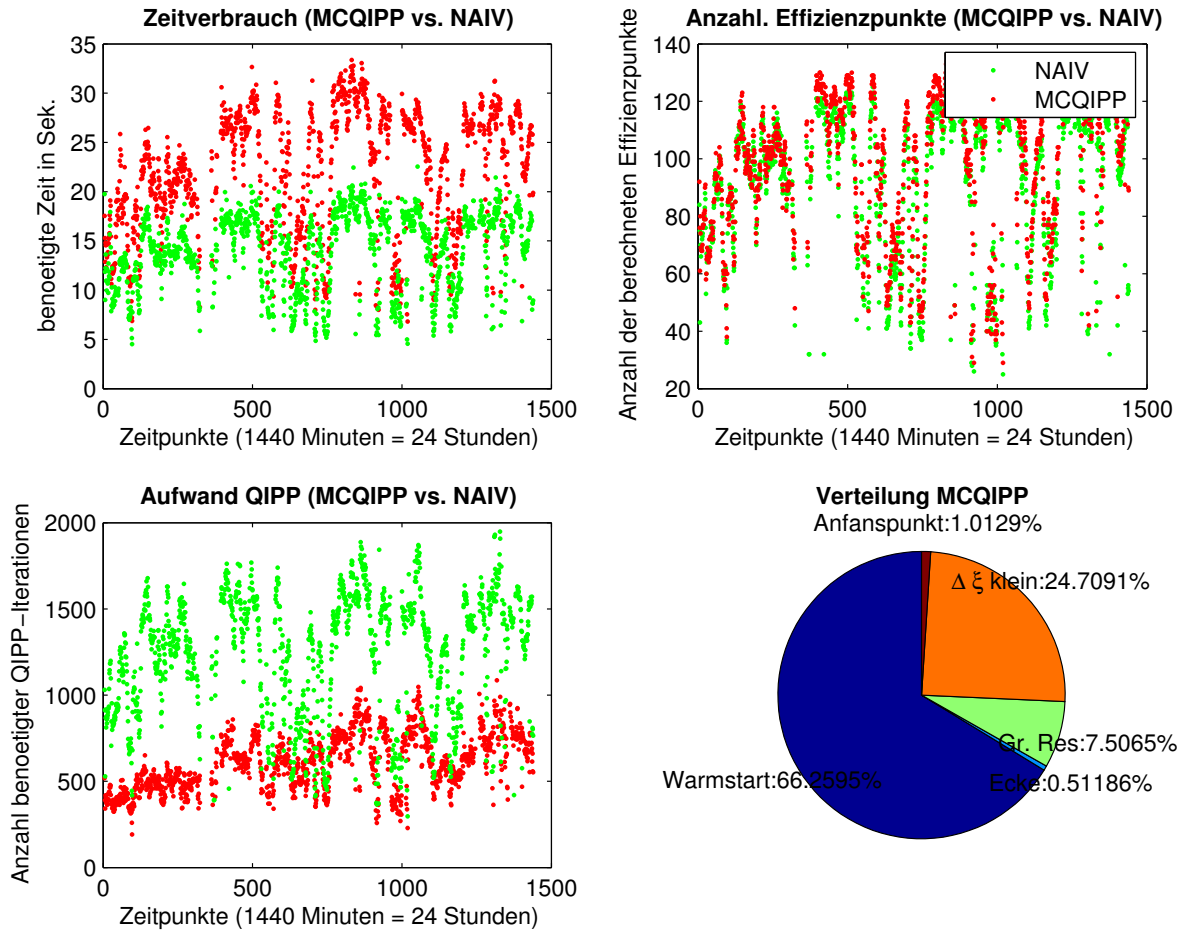 Zeitverbrauch (MCQIPP vs. NAIV)
benoetigte Zeit in Sek.
35
30
25
20
15
10
5
0
0 500 1000 1500
Zeitpunkte (1440 Minuten = 24 Stunden)
Anzahl. Effizienzpunkte (MCQIPP vs. NAIV)
Anzahl der berechneten Effizienzpunkte
140
120
100
80
60
40
20
NAIV
MCQIPP
0 500 1000 1500
Zeitpunkte (1440 Minuten = 24 Stunden)
Aufwand QIPP (MCQIPP vs. NAIV)
Anzahl benoetigter QIPP−Iterationen
2000
1500
1000
500
0
0 500 1000 1500
Zeitpunkte (1440 Minuten = 24 Stunden)
Verteilung MCQIPP
Anfanspunkt:1.0129%
Δ ξ klein:24.7091%
Gr. Res:7.5065%
Ecke:0.51186%
Warmstart:66.2595%